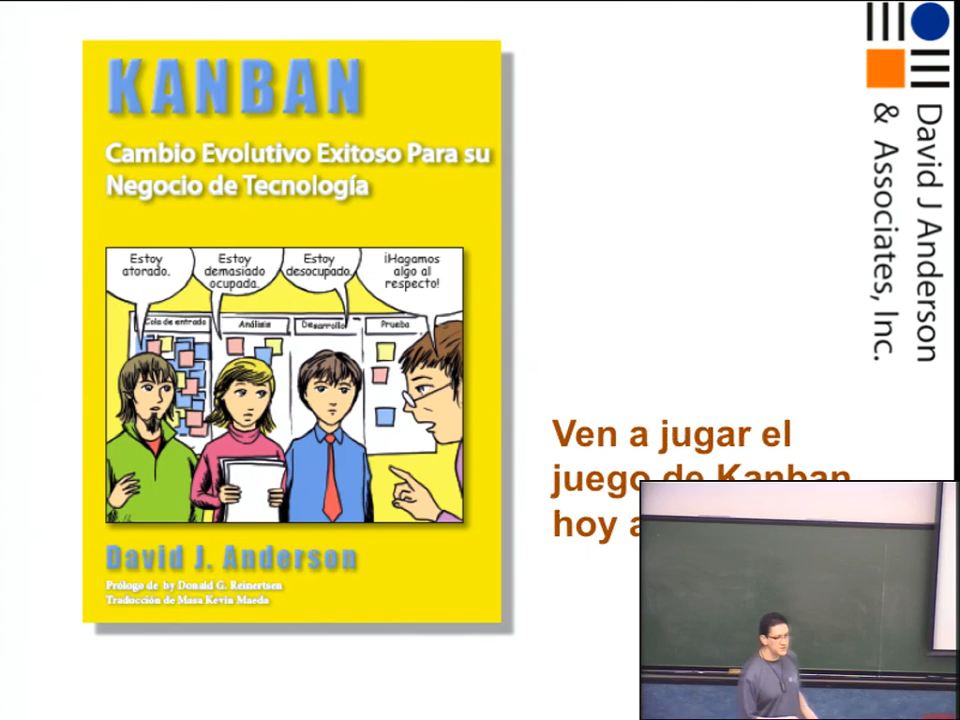 KANBAN
Cambio Evolutivo Exitoso Para su
Negocio de Tecnología
Estoy
atorado.
Estoy
demasiado
ocupada.
Estoy
desocupado.
¡Hagamos
algo al
respecto!
Cola de entrada
Análisis
Desarrollo
Prueba
David J. Anderson
Prólogo de by Donald G. Reinertsen
Traducción de Masa Kevin Maeda
Ven a jugar el
juego de Kanban
hoy a
David J Anderson
& Associates, Inc.